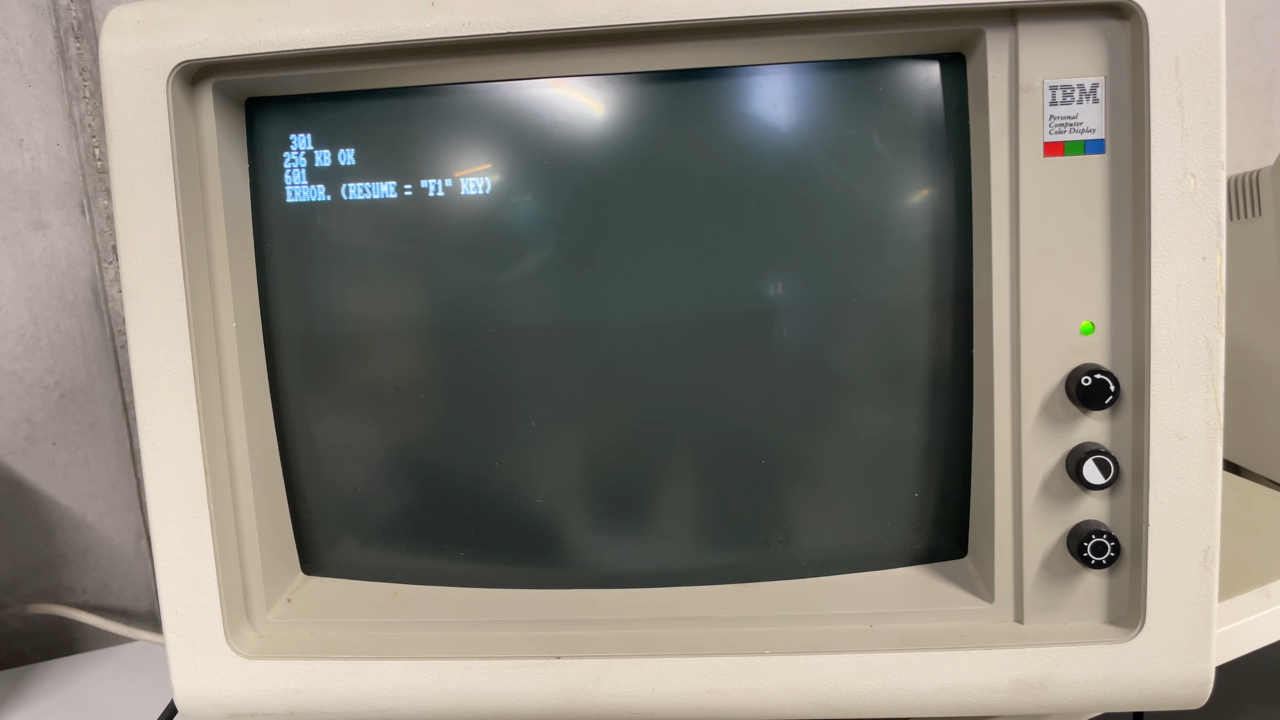 301
256 KB OK
601
ERROR. (RESUME = "F1" KEY)
IBM
Personal
Computer
Color Display